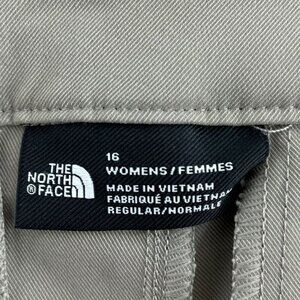 THE
NORTH
FACE
®
16
WOMENS/FEMMES
MADE IN VIETNAM
FABRIQUÉ AU VIETNAM
REGULAR/NORMALE